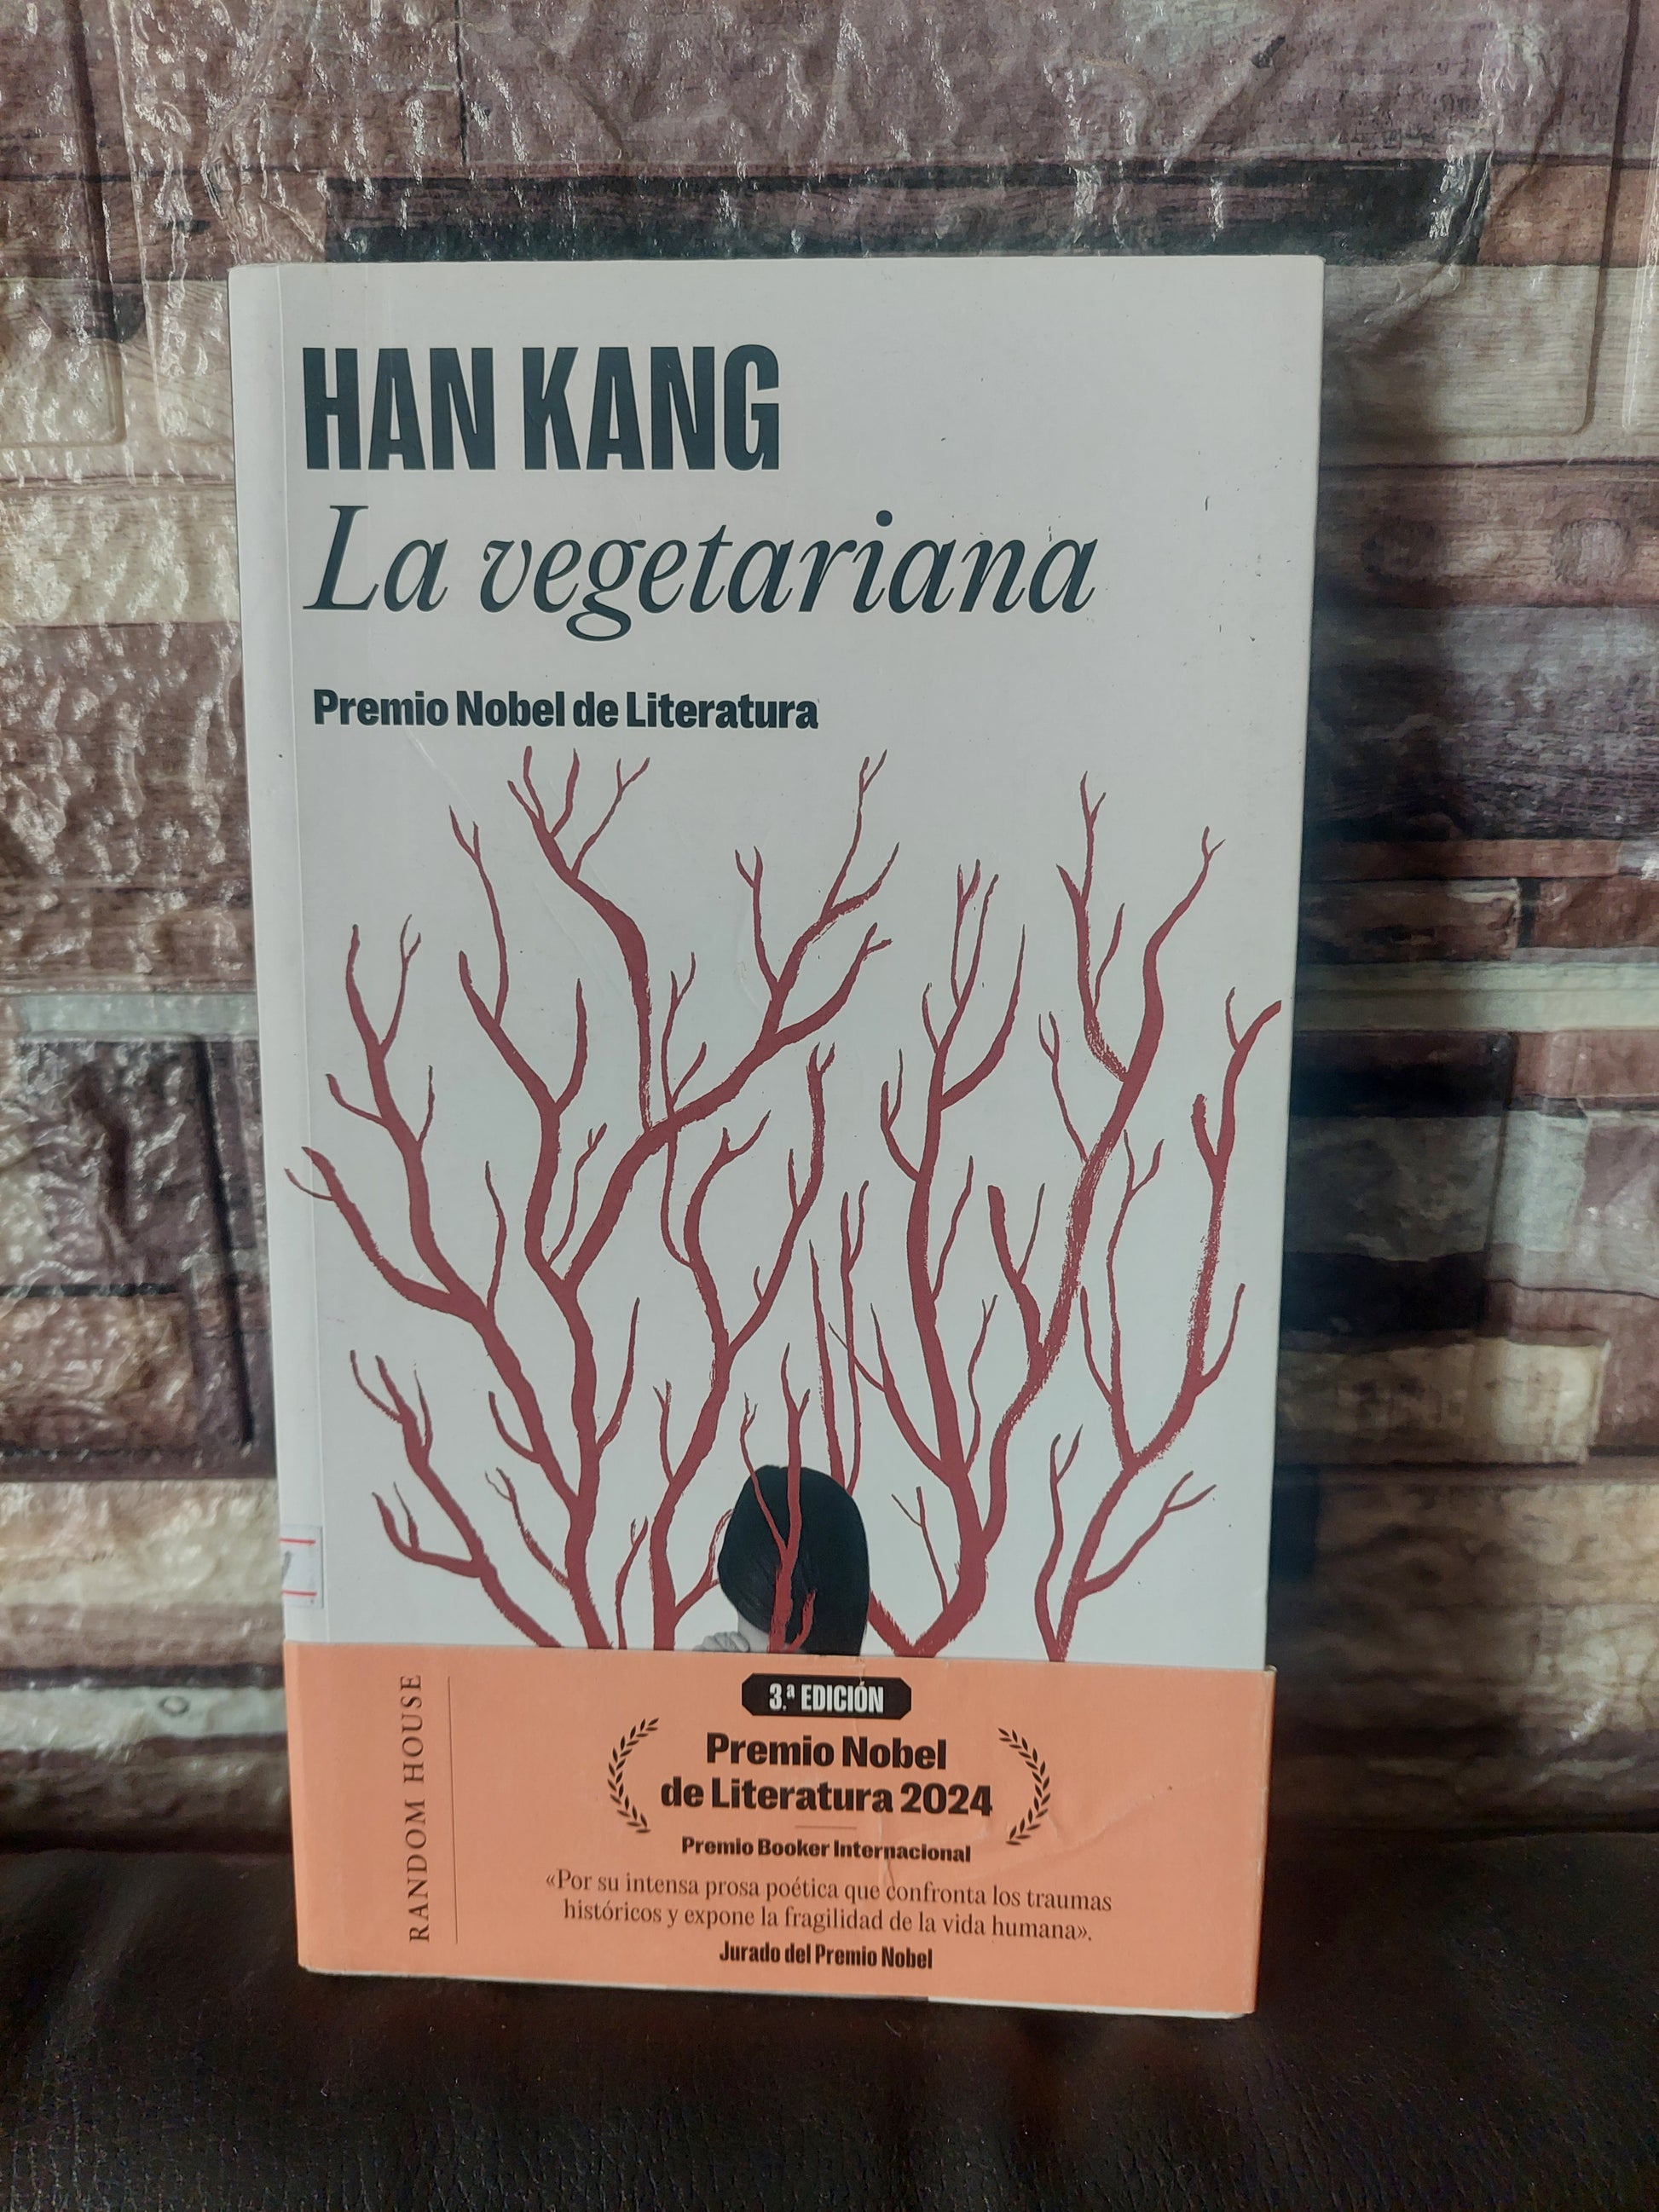 HAN KANG
La vegetariana
Premio Nobel de Literatura
RANDOM HOUSE
3.ª EDICIÓN
Premio Nobel
de Literatura 2024
Premio Booker Internacional
«Por su intensa prosa poética que confronta los traumas
históricos y expone la fragilidad de la vida humana».
Jurado del Premio Nobel